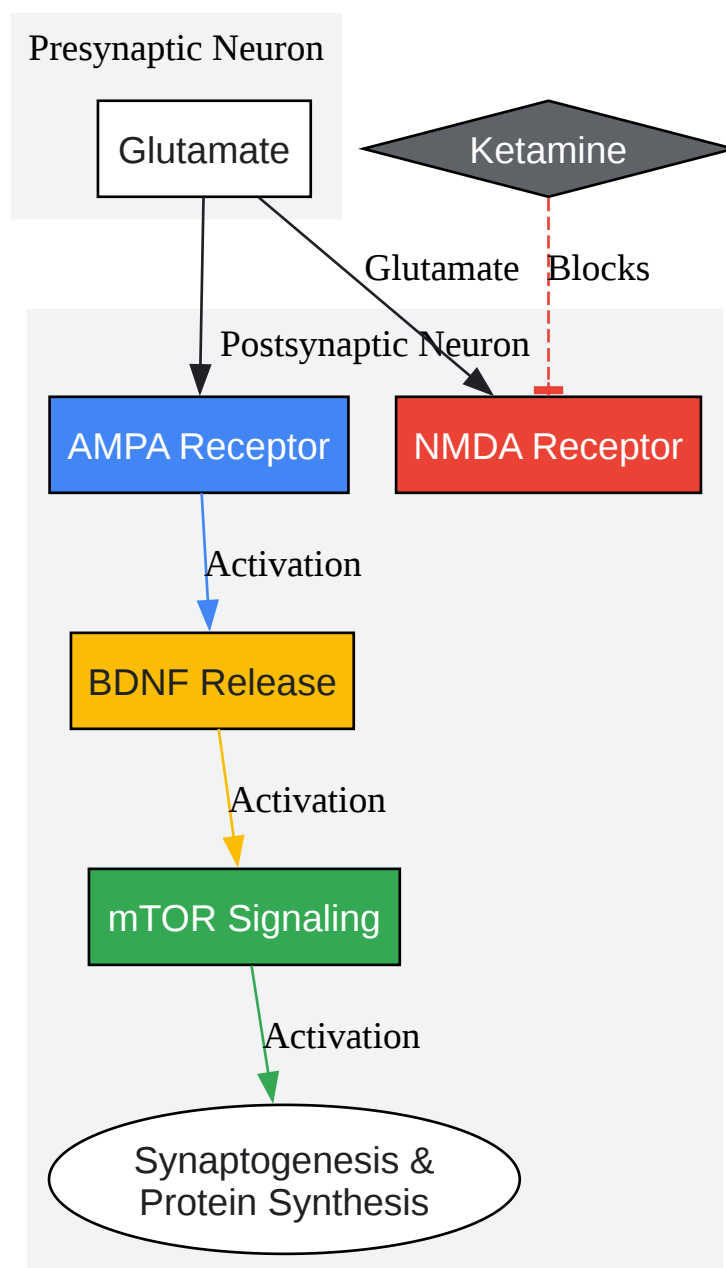 Presynaptic Neuron
Glutamate
Ketamine
Glutamate
Blocks
Postsynaptic Neuron
AMPA Receptor
NMDA Receptor
Activation
BDNF Release
Activation
mTOR Signaling
Activation
Synaptogenesis &
Protein Synthesis